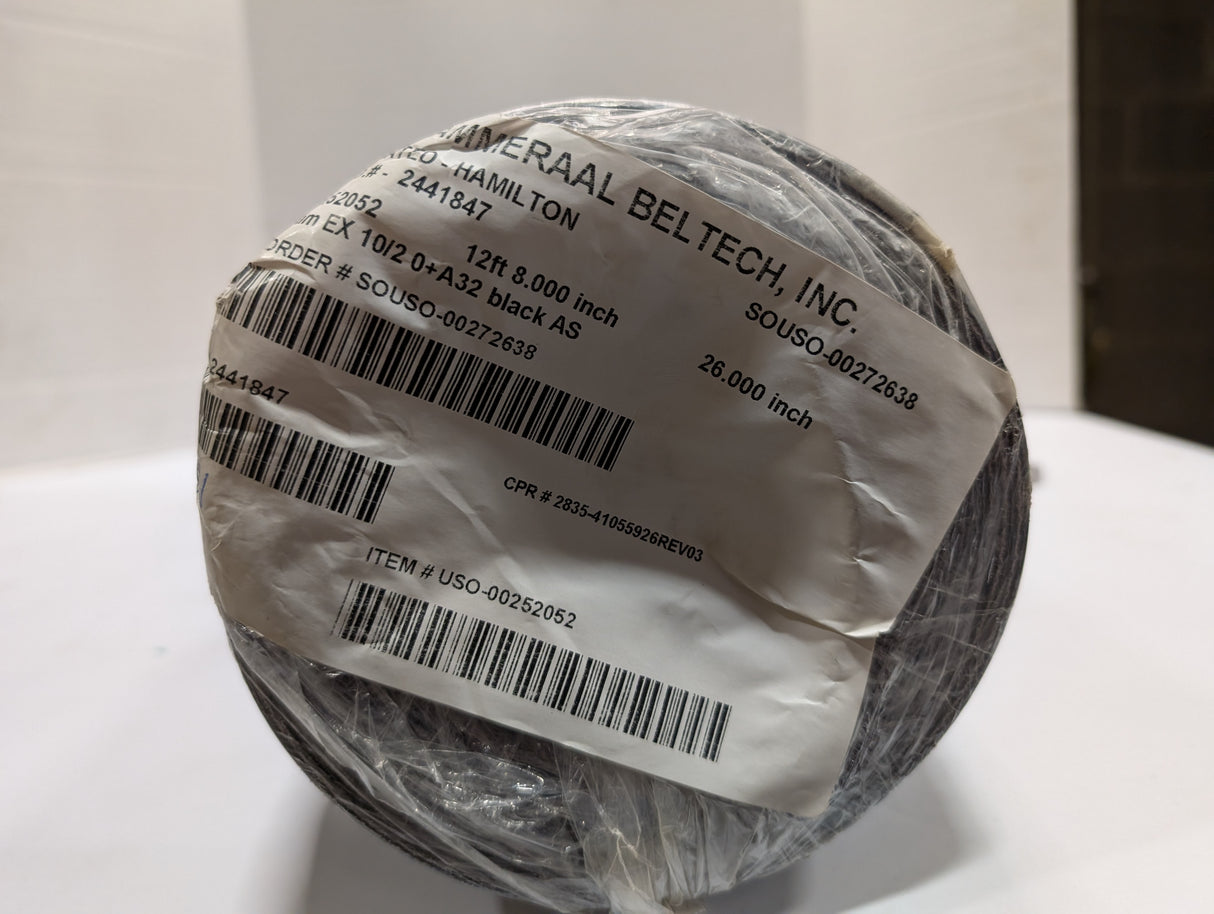 AMMERAAL BELTECH, INC.
- HAMILTON
SOUSO-00272638
#- 2441847
52052
12ft 8.000 inch
26.000 inch
EX 10/2 0+A32 black AS
ORDER # SOUSO-00272638
2441847
CPR # 2835-41055926REV03
ITEM # USO-00252052